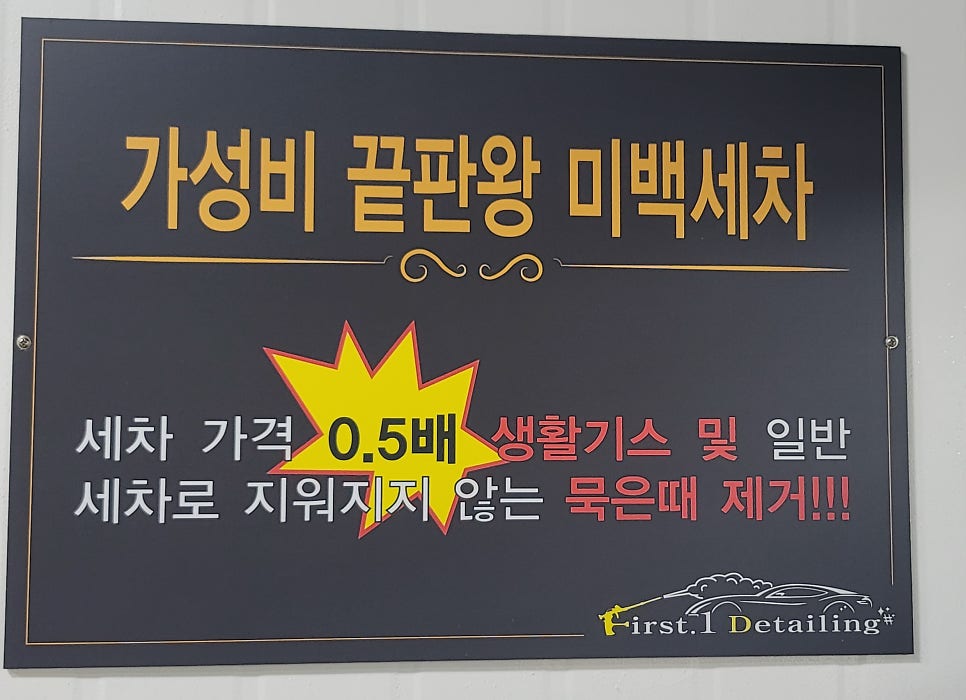 가성비 끝판왕 미백세차
세차 가격 0.5배 생활기스 및 일반
세차로 지워지지 않는 묵은때 제거!!!
First.1 Detailing